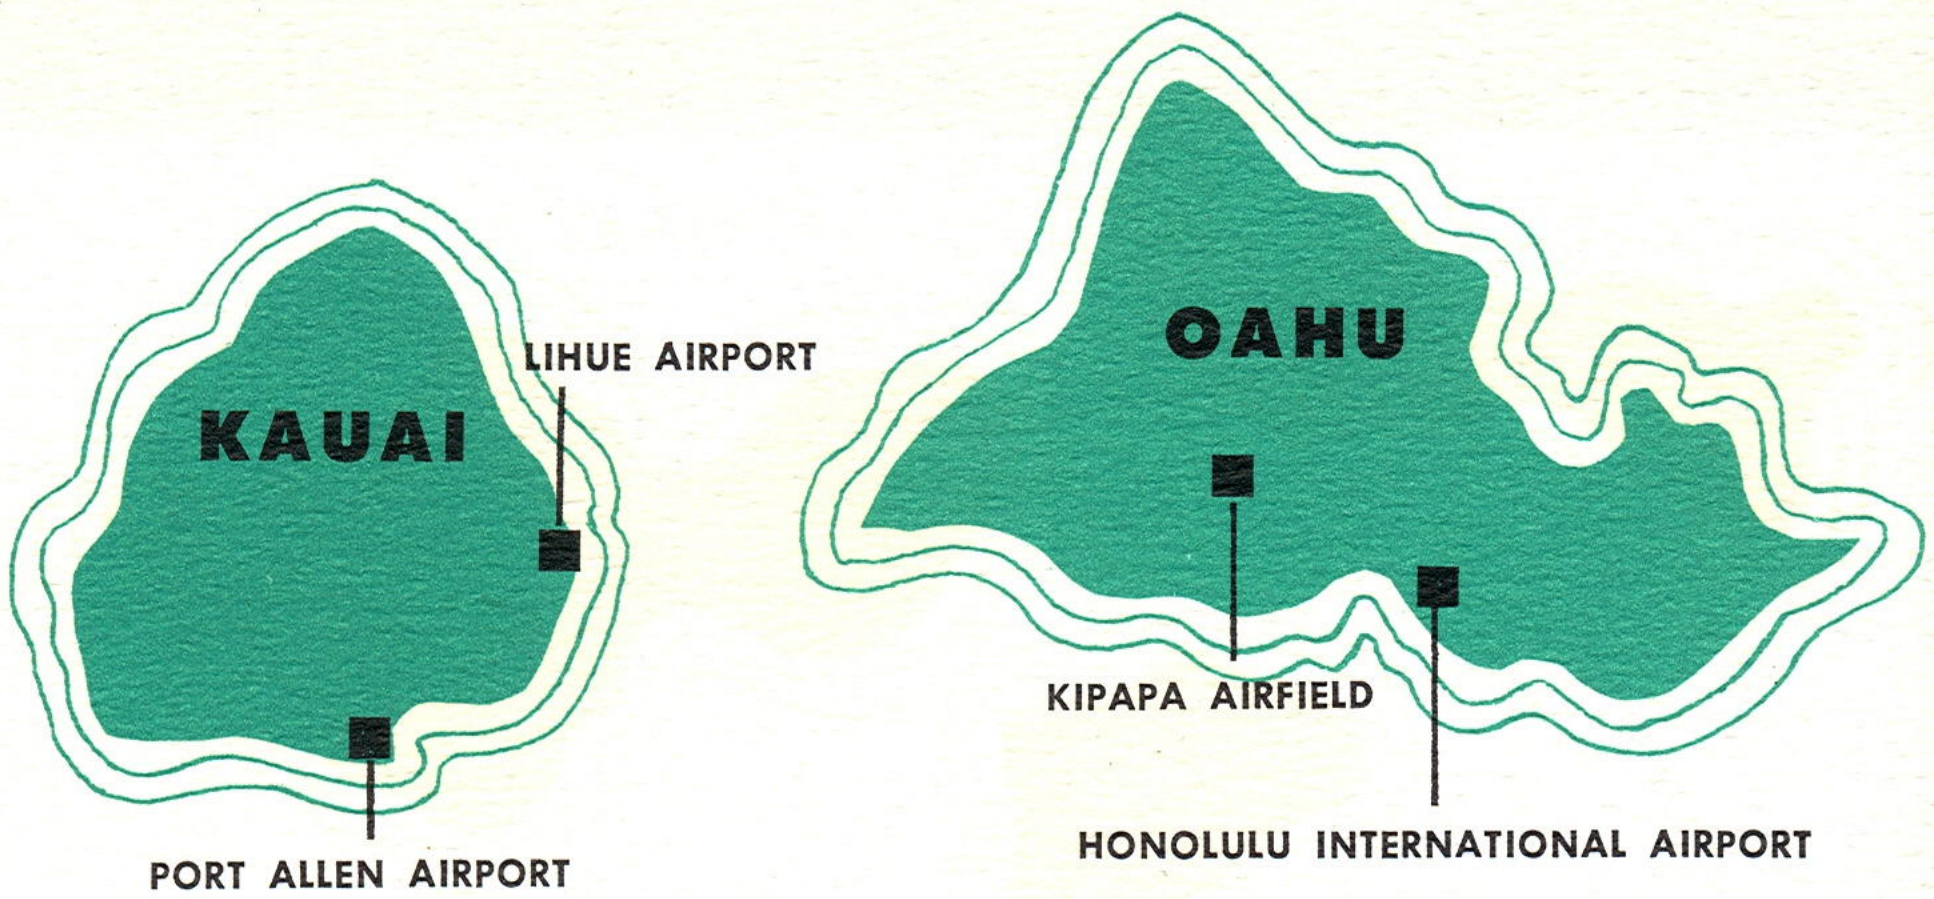 OAHU
LIHUE AIRPORT
KAUAI
KIPAPA AIRFIELD
HONOLULU INTERNATIONAL AIRPORT
PORT ALLEN AIRPORT